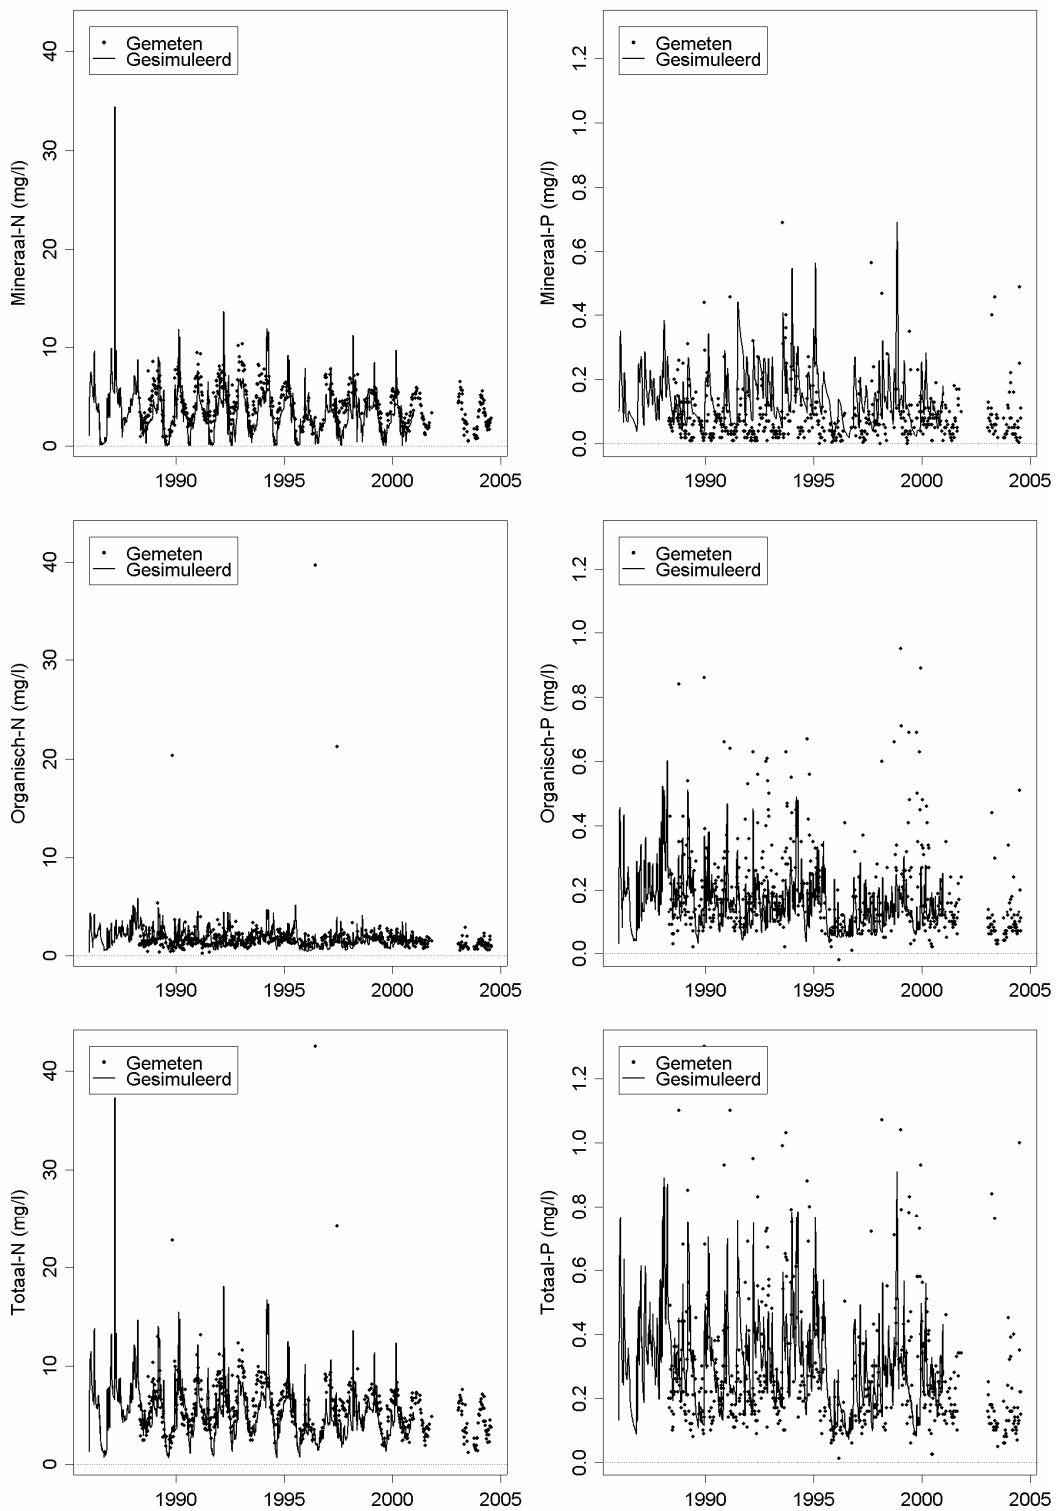 Mineraal-N (mg/l)
40
30
20
10
0
Gemeten
Gesimuleerd
1990 1995 2000 2005
Mineraal-P (mg/l)
1.2
1.0
0.8
0.6
0.4
0.2
0.0
Gemeten
Gesimuleerd
1990 1995 2000 2005
Organisch-N (mg/l)
40
30
20
10
0
Gemeten
Gesimuleerd
1990 1995 2000 2005
Organisch-P (mg/l)
1.2
1.0
0.8
0.6
0.4
0.2
0.0
Gemeten
Gesimuleerd
1990 1995 2000 2005
Totaal-N (mg/l)
40
30
20
10
0
Gemeten
Gesimuleerd
1990 1995 2000 2005
Totaal-P (mg/l)
1.2
1.0
0.8
0.6
0.4
0.2
0.0
Gemeten
Gesimuleerd
1990 1995 2000 2005